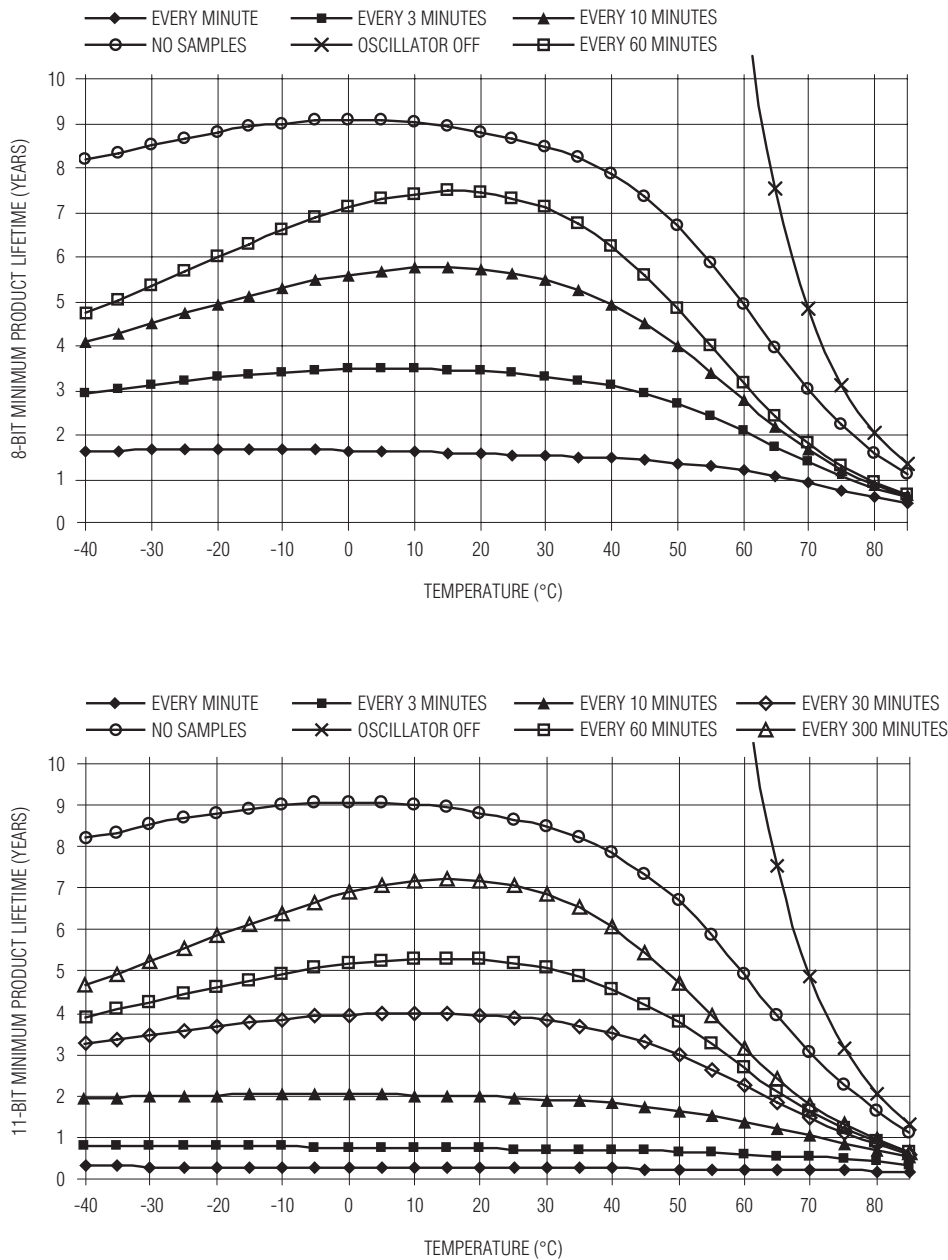 EVERY MINUTE EVERY 3 MINUTES EVERY 10 MINUTES
NO SAMPLES OSCILLATOR OFF EVERY 60 MINUTES
8-BIT MINIMUM PRODUCT LIFETIME (YEARS)
10
9
8
7
6
5
4
3
2
1
0
-40 -30 -20 -10 0 10 20 30 40 50 60 70 80
TEMPERATURE (°C)
EVERY MINUTE EVERY 3 MINUTES EVERY 10 MINUTES EVERY 30 MINUTES
NO SAMPLES OSCILLATOR OFF EVERY 60 MINUTES EVERY 300 MINUTES
11-BIT MINIMUM PRODUCT LIFETIME (YEARS)
10
9
8
7
6
5
4
3
2
1
0
-40 -30 -20 -10 0 10 20 30 40 50 60 70 80
TEMPERATURE (°C)